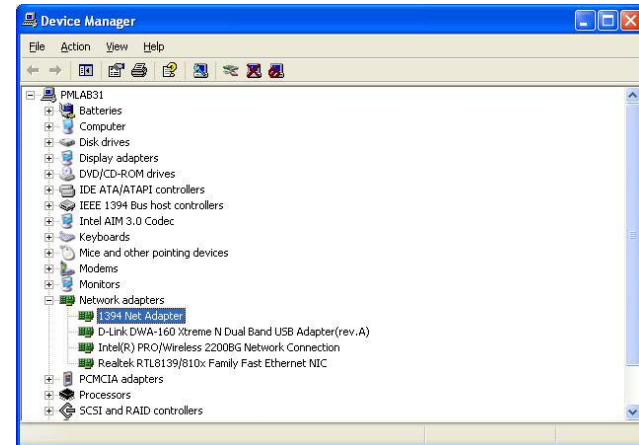 Device Manager
File Action View Help
PMLAB31
Batteries
Computer
Disk drives
Display adapters
DVD/CD-ROM drives
IDE ATA/ATAPI controllers
IEEE 1394 Bus host controllers
Intel AIM 3.0 Codec
Keyboards
Mice and other pointing devices
Modems
Monitors
Network adapters
1394 Net Adapter
D-Link DWA-160 Xtreme N Dual Band USB Adapter(rev.A)
Intel(R) PRO/Wireless 2200BG Network Connection
Realtek RTL8139/810x Family Fast Ethernet NIC
PCMCIA adapters
Processors
SCSI and RAID controllers